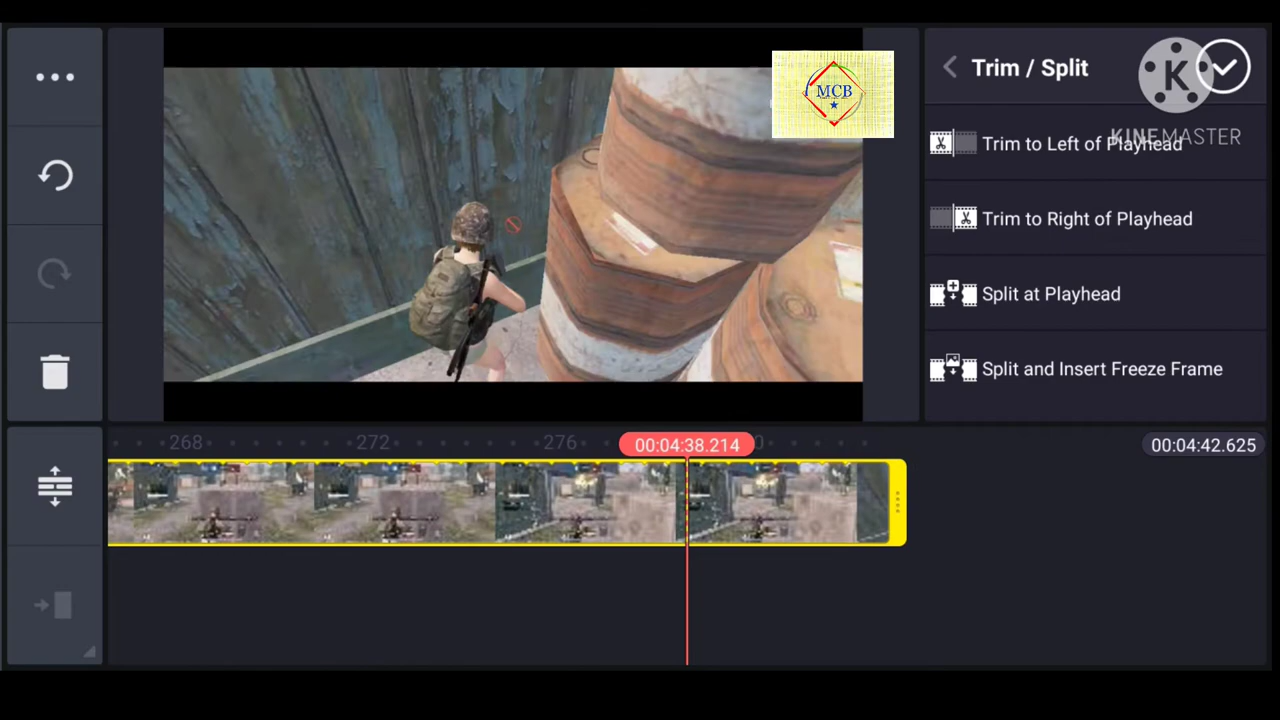 MCB
Trim / Split
K
KINEMASTER
Trim to Left of Playhead
Trim to Right of Playhead
Split at Playhead
Split and Insert Freeze Frame
268
272
276
00:04:38.214
0
00:04:42.625